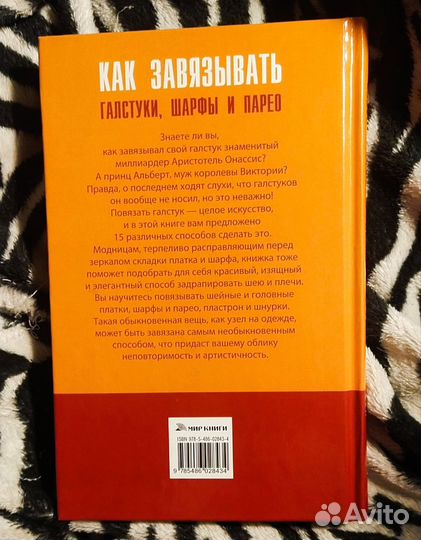 КАК ЗАВЯЗЫВАТЬ
ГАЛСТУКИ, ШАРФЫ И ПАРЕО
Знаете ли вы,
как завязывал свой галстук знаменитый
миллиардер Аристотель Онассис?
А принц Альберт, муж королевы Виктории?
Правда, о последнем ходят слухи, что галстуков
он вообще не носил, но это неважно!
Повязать галстук — целое искусство,
и в этой книге вам предложено
15 различных способов сделать это.
Модницам, терпеливо расправляющим перед
зеркалом складки платка и шарфа, книжка тоже
поможет подобрать для себя красивый, изящный
и элегантный способ задрапировать шею и плечи.
Вы научитесь повязывать шейные и головные
платки, шарфы и парео, пластрон и шнурки.
Такая обыкновенная вещь, как узел на одежде,
может быть завязана самым необыкновенным
способом, что придаст вашему облику
неповторимость и артистичность.
МИР КНИГИ
ISBN 978-5-486-02843-4
9 785486 028434
Avito